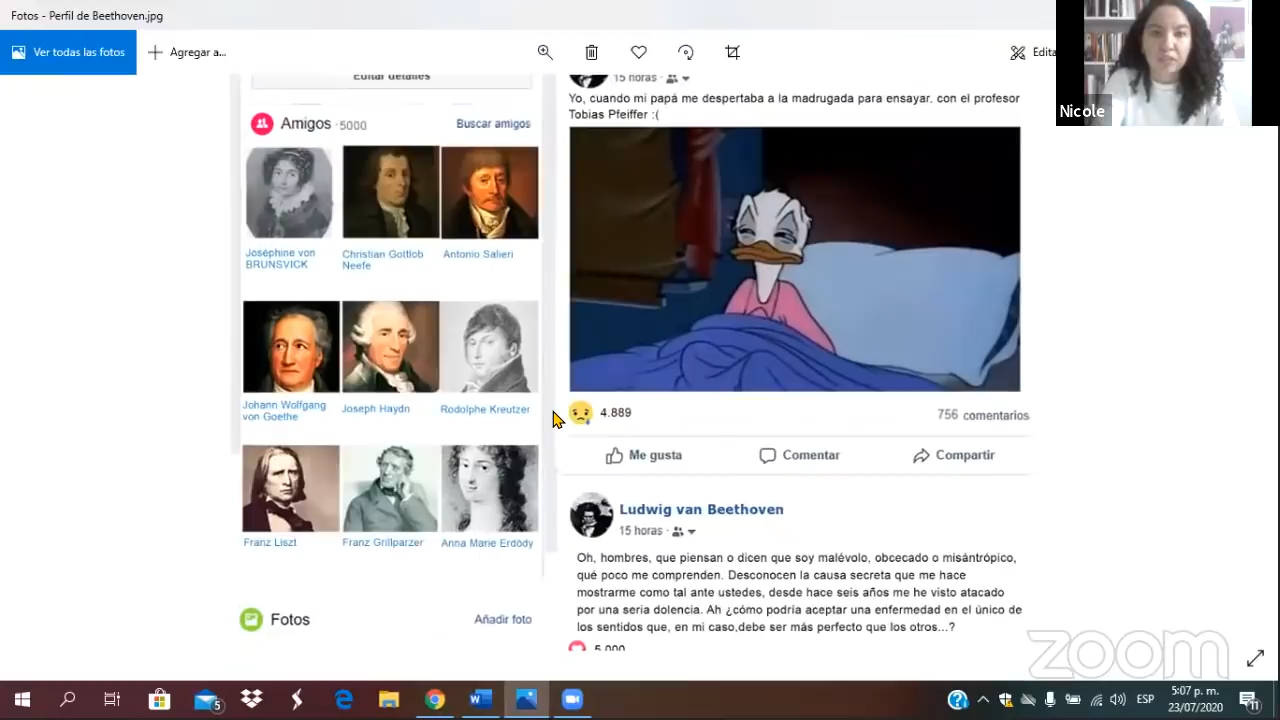 Fotos - Perfil de Beethoven.jpg
Ver todas las fotos
Agregar a...
Edita
Nicole
Editar detalles
Amigos · 5000
Buscar amigos
Joséphine von
BRUNSVICK
Christian Gottlob
Neefe
Antonio Salieri
Johann Wolfgang
von Goethe
Joseph Haydn
Rodolphe Kreutzer
Franz Liszt
Franz Grillparzer
Anna Marie Erdödy
Fotos
Añadir foto
15 horas ·
Yo, cuando mi papá me despertaba a la madrugada para ensayar. con el profesor
Tobias Pfeiffer :(
4.889
756 comentarios
Me gusta
Comentar
Compartir
Ludwig van Beethoven
15 horas ·
Oh, hombres, que piensan o dicen que soy malévolo, obcecado o misántrópico,
qué poco me comprenden. Desconocen la causa secreta que me hace
mostrarme como tal ante ustedes, desde hace seis años me he visto atacado
por una seria dolencia. Ah ¿cómo podría aceptar una enfermedad en el único de
los sentidos que, en mi caso,debe ser más perfecto que los otros...?
5.000
zoom
5
ESP
5:07 p. m.
23/07/2020
11